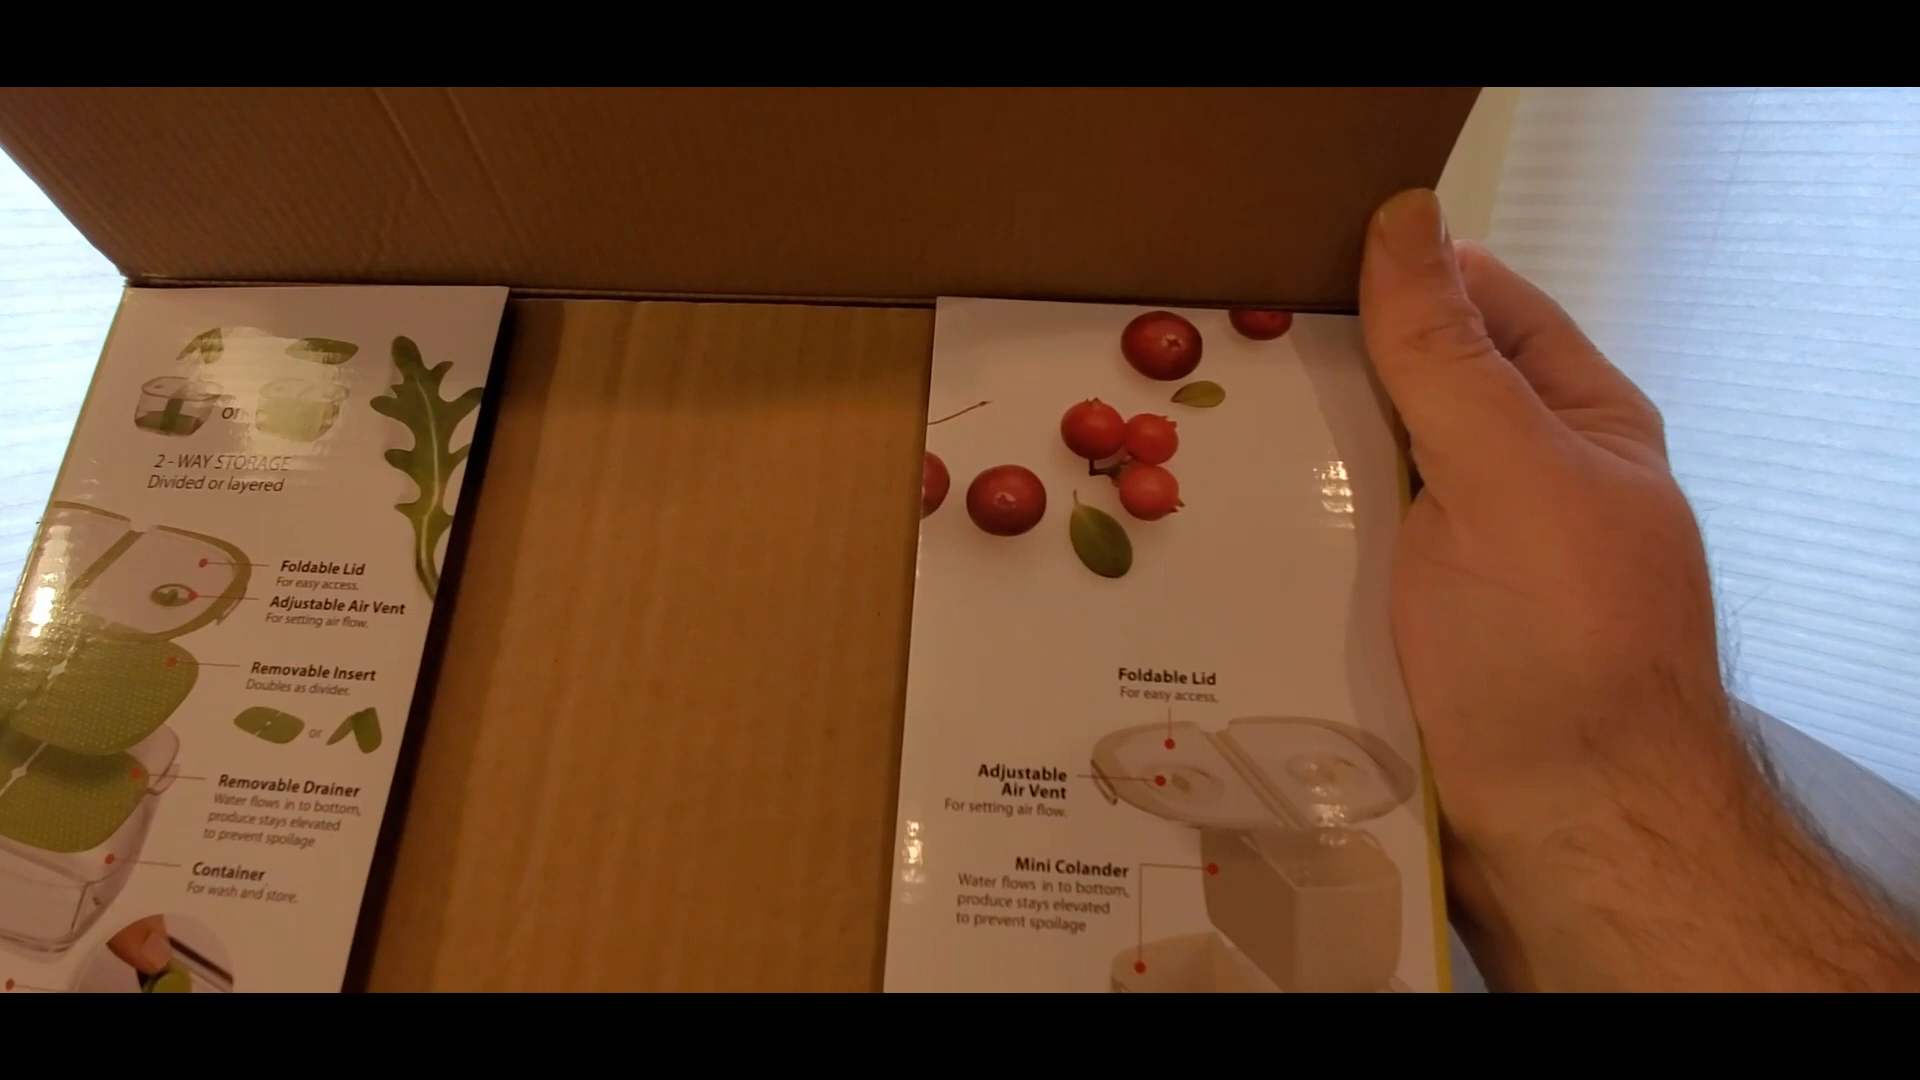 or
2 - WAY STORAGE
Divided or layered
Foldable Lid
For easy access.
Adjustable Air Vent
For setting air flow.
Removable Insert
Doubles as divider.
or
Removable Drainer
Water flows in to bottom,
produce stays elevated
to prevent spoilage
Container
For wash and store.
Foldable Lid
For easy access.
Adjustable
Air Vent
For setting air flow.
Mini Colander
Water flows in to bottom,
produce stays elevated
to prevent spoilage